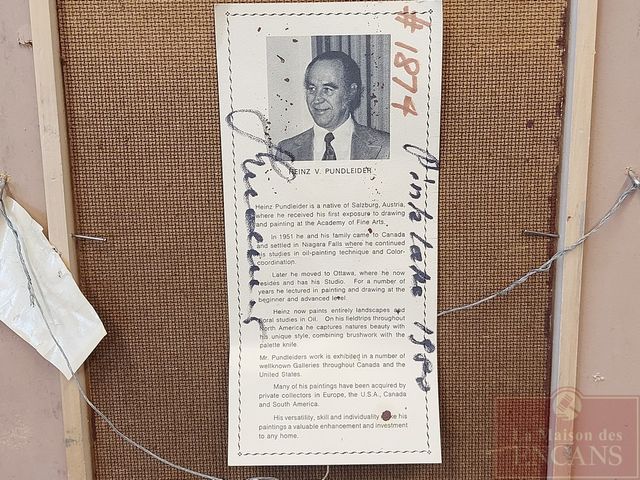 # 1874
HEINZ V. PUNDLEIDER
Heinz Pundleider is a native of Salzburg, Austria,
where he received his first exposure to drawing
and painting at the Academy of Fine Arts.
In 1951 he and his family came to Canada
and settled in Niagara Falls where he continued
his studies in oil-painting technique and Color-
coordination.
Later he moved to Ottawa, where he now
resides and has his Studio. For a number of
years he lectured in painting and drawing at the
beginner and advanced level.
Heinz now paints entirely landscapes and
floral studies in Oil. On his fieldtrips throughout
North America he captures natures beauty with
his unique style, combining brushwork with the
palette knife.
Mr. Pundleiders work is exhibited in a number of
wellknown Galleries throughout Canada and the
United States.
Many of his paintings have been acquired by
private collectors in Europe, the U.S.A., Canada
and South America.
His versatility, skill and individuality make his
paintings a valuable enhancement and investment
to any home.
Pink Lake 1980
La Maison des
ENCANS